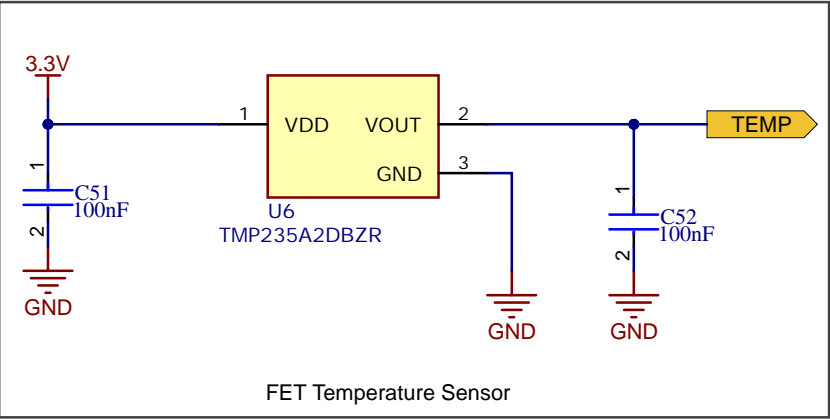 3.3V
1
VDD
VOUT
2
TEMP
GND
3
1
C51
100nF
2
GND
U6
TMP235A2DBZR
GND
1
C52
100nF
2
GND
FET Temperature Sensor